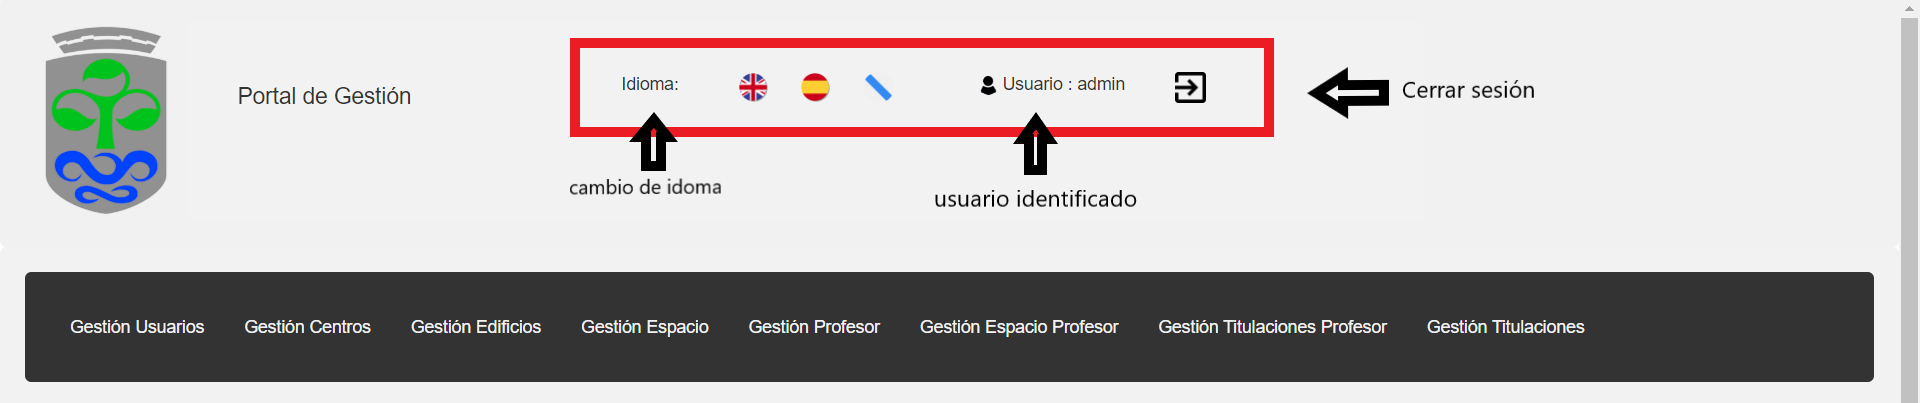 Portal de Gestión
Idioma:
Usuario : admin
Cerrar sesión
cambio de idoma
usuario identificado
Gestión Usuarios
Gestión Centros
Gestión Edificios
Gestión Espacio
Gestión Profesor
Gestión Espacio Profesor
Gestión Titulaciones Profesor
Gestión Titulaciones